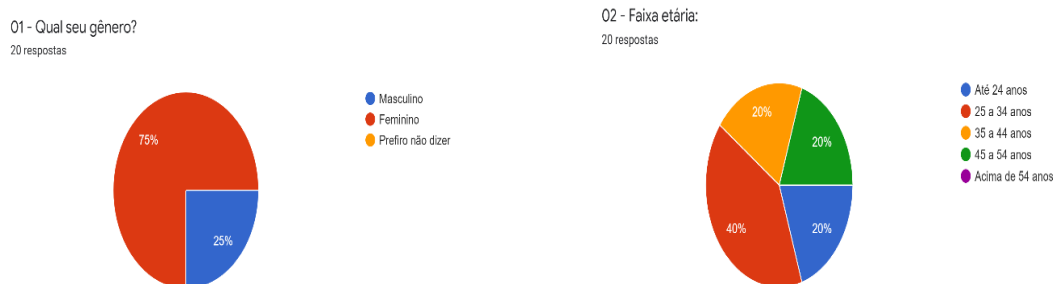 01 - Qual seu gênero?
20 respostas
Masculino
Feminino
Prefiro não dizer
75%
25%
02 - Faixa etária:
20 respostas
Até 24 anos
25 a 34 anos
35 a 44 anos
45 a 54 anos
Acima de 54 anos
20%
20%
40%
20%